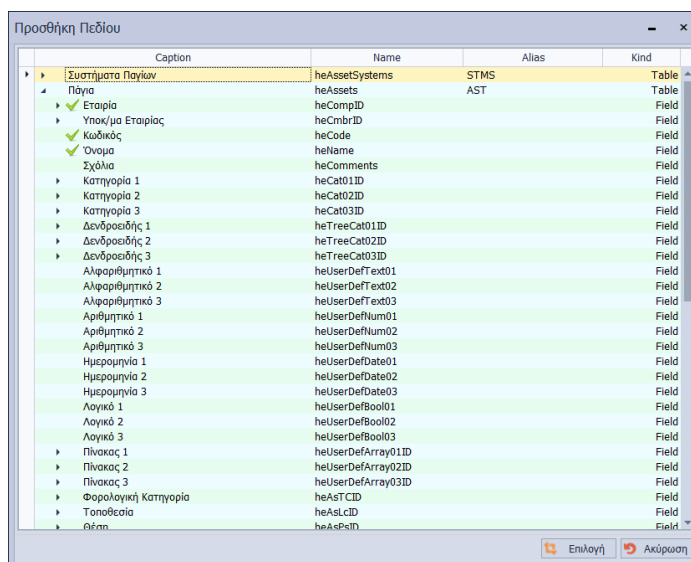 Προσθήκη Πεδίου
Caption Name Alias Kind
Συστήματα Παγίων heAssetSystems STMS Table
Πάγια heAssets AST Table
Εταιρία heCompID Field
Υποκ/μα Εταιρίας heCmbrID Field
Κωδικός heCode Field
Όνομα heName Field
Σχόλια heComments Field
Κατηγορία 1 heCat01ID Field
Κατηγορία 2 heCat02ID Field
Κατηγορία 3 heCat03ID Field
Δενδροειδής 1 heTreeCat01ID Field
Δενδροειδής 2 heTreeCat02ID Field
Δενδροειδής 3 heTreeCat03ID Field
Αλφαριθμητικό 1 heUserDefText01 Field
Αλφαριθμητικό 2 heUserDefText02 Field
Αλφαριθμητικό 3 heUserDefText03 Field
Αριθμητικό 1 heUserDefNum01 Field
Αριθμητικό 2 heUserDefNum02 Field
Αριθμητικό 3 heUserDefNum03 Field
Ημερομηνία 1 heUserDefDate01 Field
Ημερομηνία 2 heUserDefDate02 Field
Ημερομηνία 3 heUserDefDate03 Field
Λογικό 1 heUserDefBool01 Field
Λογικό 2 heUserDefBool02 Field
Λογικό 3 heUserDefBool03 Field
Πίνακας 1 heUserDefArray01ID Field
Πίνακας 2 heUserDefArray02ID Field
Πίνακας 3 heUserDefArray03ID Field
Φορολογική Κατηγορία heAsTCID Field
Τοποθεσία heAsLcID Field
Θέση heAsPsID Field
Επιλογή Ακύρωση